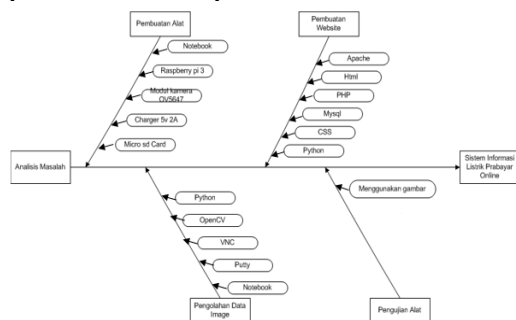 Pembuatan Alat
Pembuatan
Website
Notebook
Raspberry pi 3
Modul kamera
OV5647
Charger 5v 2A
Micro sd Card
Apache
Html
PHP
Mysql
CSS
Python
Analisis Masalah
Sistem Informasi
Listrik Prabayar
Online
Python
OpenCV
VNC
Putty
Notebook
Menggunakan gambar
Pengolahan Data
Image
Pengujian Alat